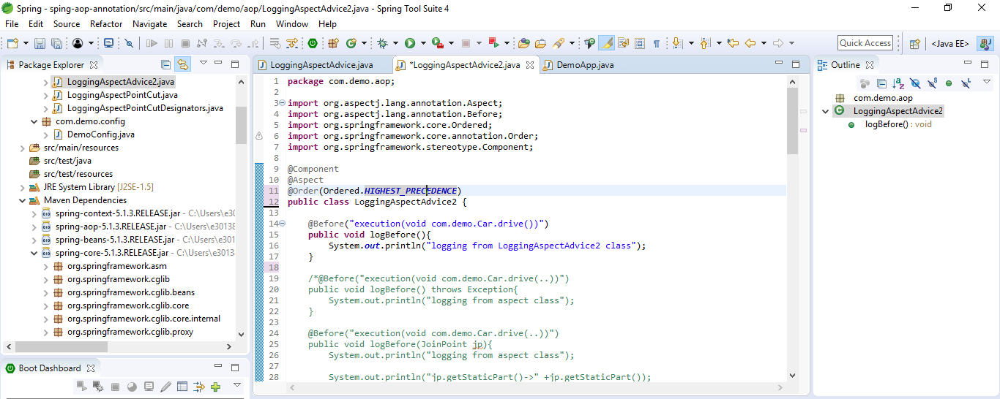 Spring - sping-aop-annotation/src/main/java/com/demo/aop/LoggingAspectAdvice2.java - Spring Tool Suite 4
File Edit Source Refactor Navigate Search Project Run Window Help
Quick Access
<Java EE>
Package Explorer
LoggingAspectAdvice2.java
LoggingAspectPointCut.java
LoggingAspectPointCutDesignators.java
com.demo.config
DemoConfig.java
src/main/resources
src/test/java
src/test/resources
JRE System Library [J2SE-1.5]
Maven Dependencies
spring-context-5.1.3.RELEASE.jar - C:\Users\e30
spring-aop-5.1.3.RELEASE.jar - C:\Users\e30138
spring-beans-5.1.3.RELEASE.jar - C:\Users\e301
spring-core-5.1.3.RELEASE.jar - C:\Users\e3013
org.springframework.asm
org.springframework.cglib
org.springframework.cglib.beans
org.springframework.cglib.core
org.springframework.cglib.core.internal
org.springframework.cglib.proxy
Boot Dashboard
LoggingAspectAdvice.java *LoggingAspectAdvice2.java DemoApp.java
1 package com.demo.aop;
2
3 import org.aspectj.lang.annotation.Aspect;
4 import org.aspectj.lang.annotation.Before;
5 import org.springframework.core.Ordered;
6 import org.springframework.core.annotation.Order;
7 import org.springframework.stereotype.Component;
8
9 @Component
10 @Aspect
11 @Order(Ordered.HIGHEST_PRECEDENCE)
12 public class LoggingAspectAdvice2 {
13
14 @Before("execution(void com.demo.Car.drive())")
15 public void logBefore(){
16 System.out.println("logging from LoggingAspectAdvice2 class");
17 }
18
19 /*@Before("execution(void com.demo.Car.drive(..))")
20 public void logBefore() throws Exception{
21 System.out.println("logging from aspect class");
22 }
23
24 @Before("execution(void com.demo.Car.drive(..))")
25 public void logBefore(JoinPoint jp){
26 System.out.println("logging from aspect class");
27
28 System.out.println("jp.getStaticPart()->" +jp.getStaticPart());
Outline
com.demo.aop
LoggingAspectAdvice2
logBefore() : void